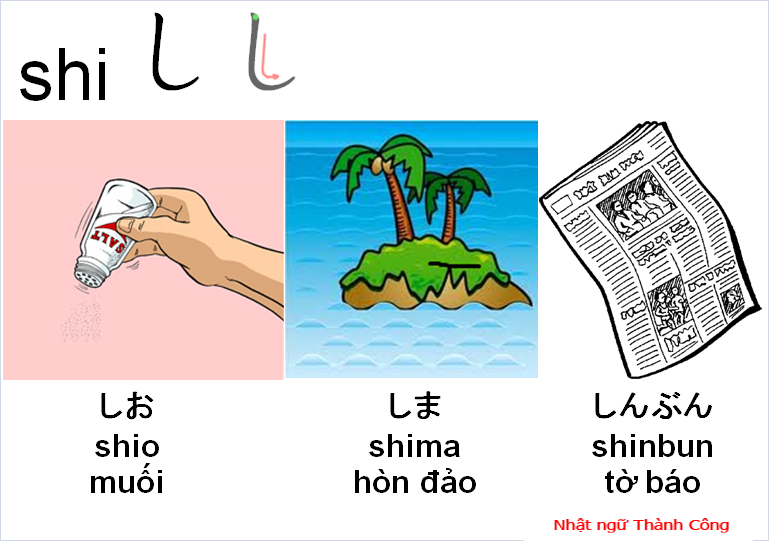 shi し し
SALT
しお
shio
muối
しま
shima
hòn đảo
しんぶん
shinbun
tờ báo
Nhật ngữ Thành Công